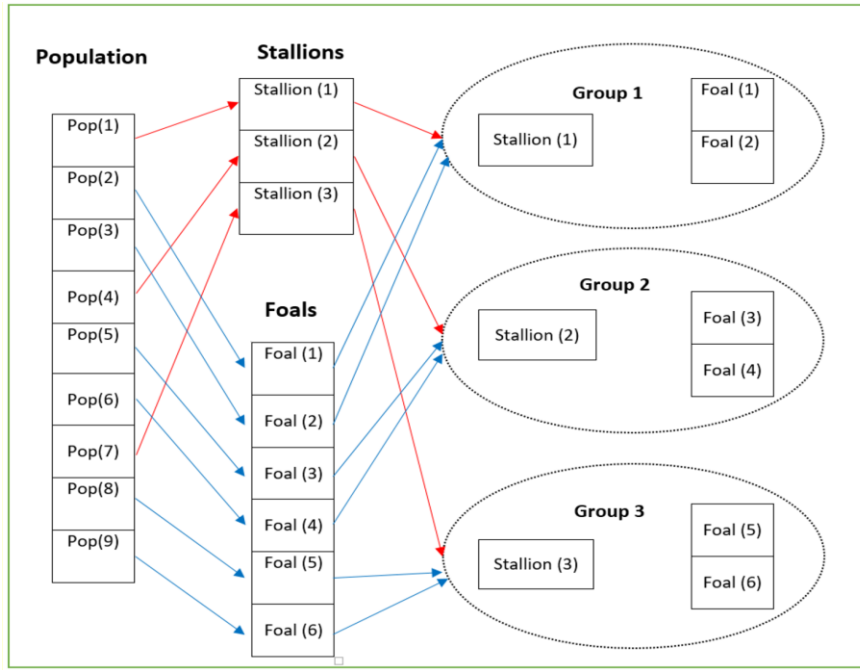 Population
Pop(1)
Pop(2)
Pop(3)
Pop(4)
Pop(5)
Pop(6)
Pop(7)
Pop(8)
Pop(9)
Stallions
Stallion (1)
Stallion (2)
Stallion (3)
Foals
Foal (1)
Foal (2)
Foal (3)
Foal (4)
Foal (5)
Foal (6)
Group 1
Stallion (1)
Foal (1)
Foal (2)
Group 2
Stallion (2)
Foal (3)
Foal (4)
Group 3
Stallion (3)
Foal (5)
Foal (6)